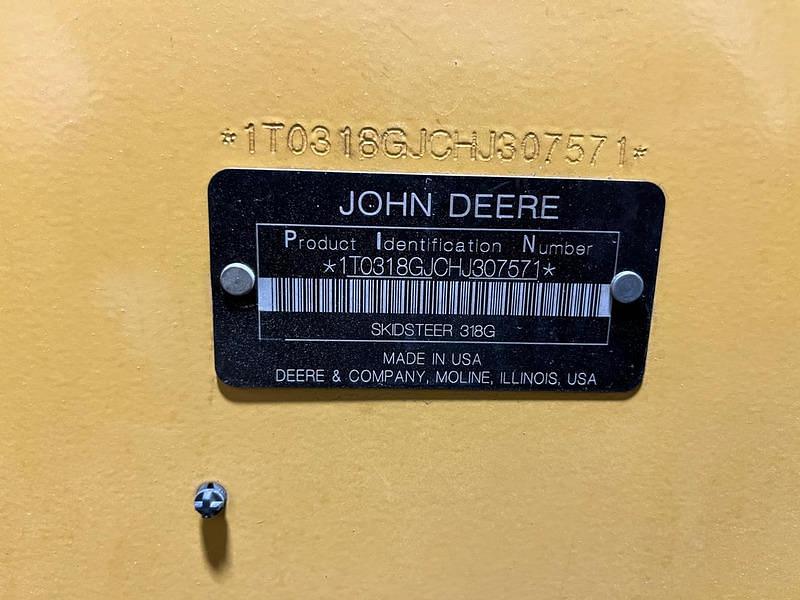 *1T0318GJCHJ307571*
JOHN DEERE
Product Identification Number
*1T0318GJCHJ307571*
SKIDSTEER 318G
MADE IN USA
DEERE & COMPANY, MOLINE, ILLINOIS, USA